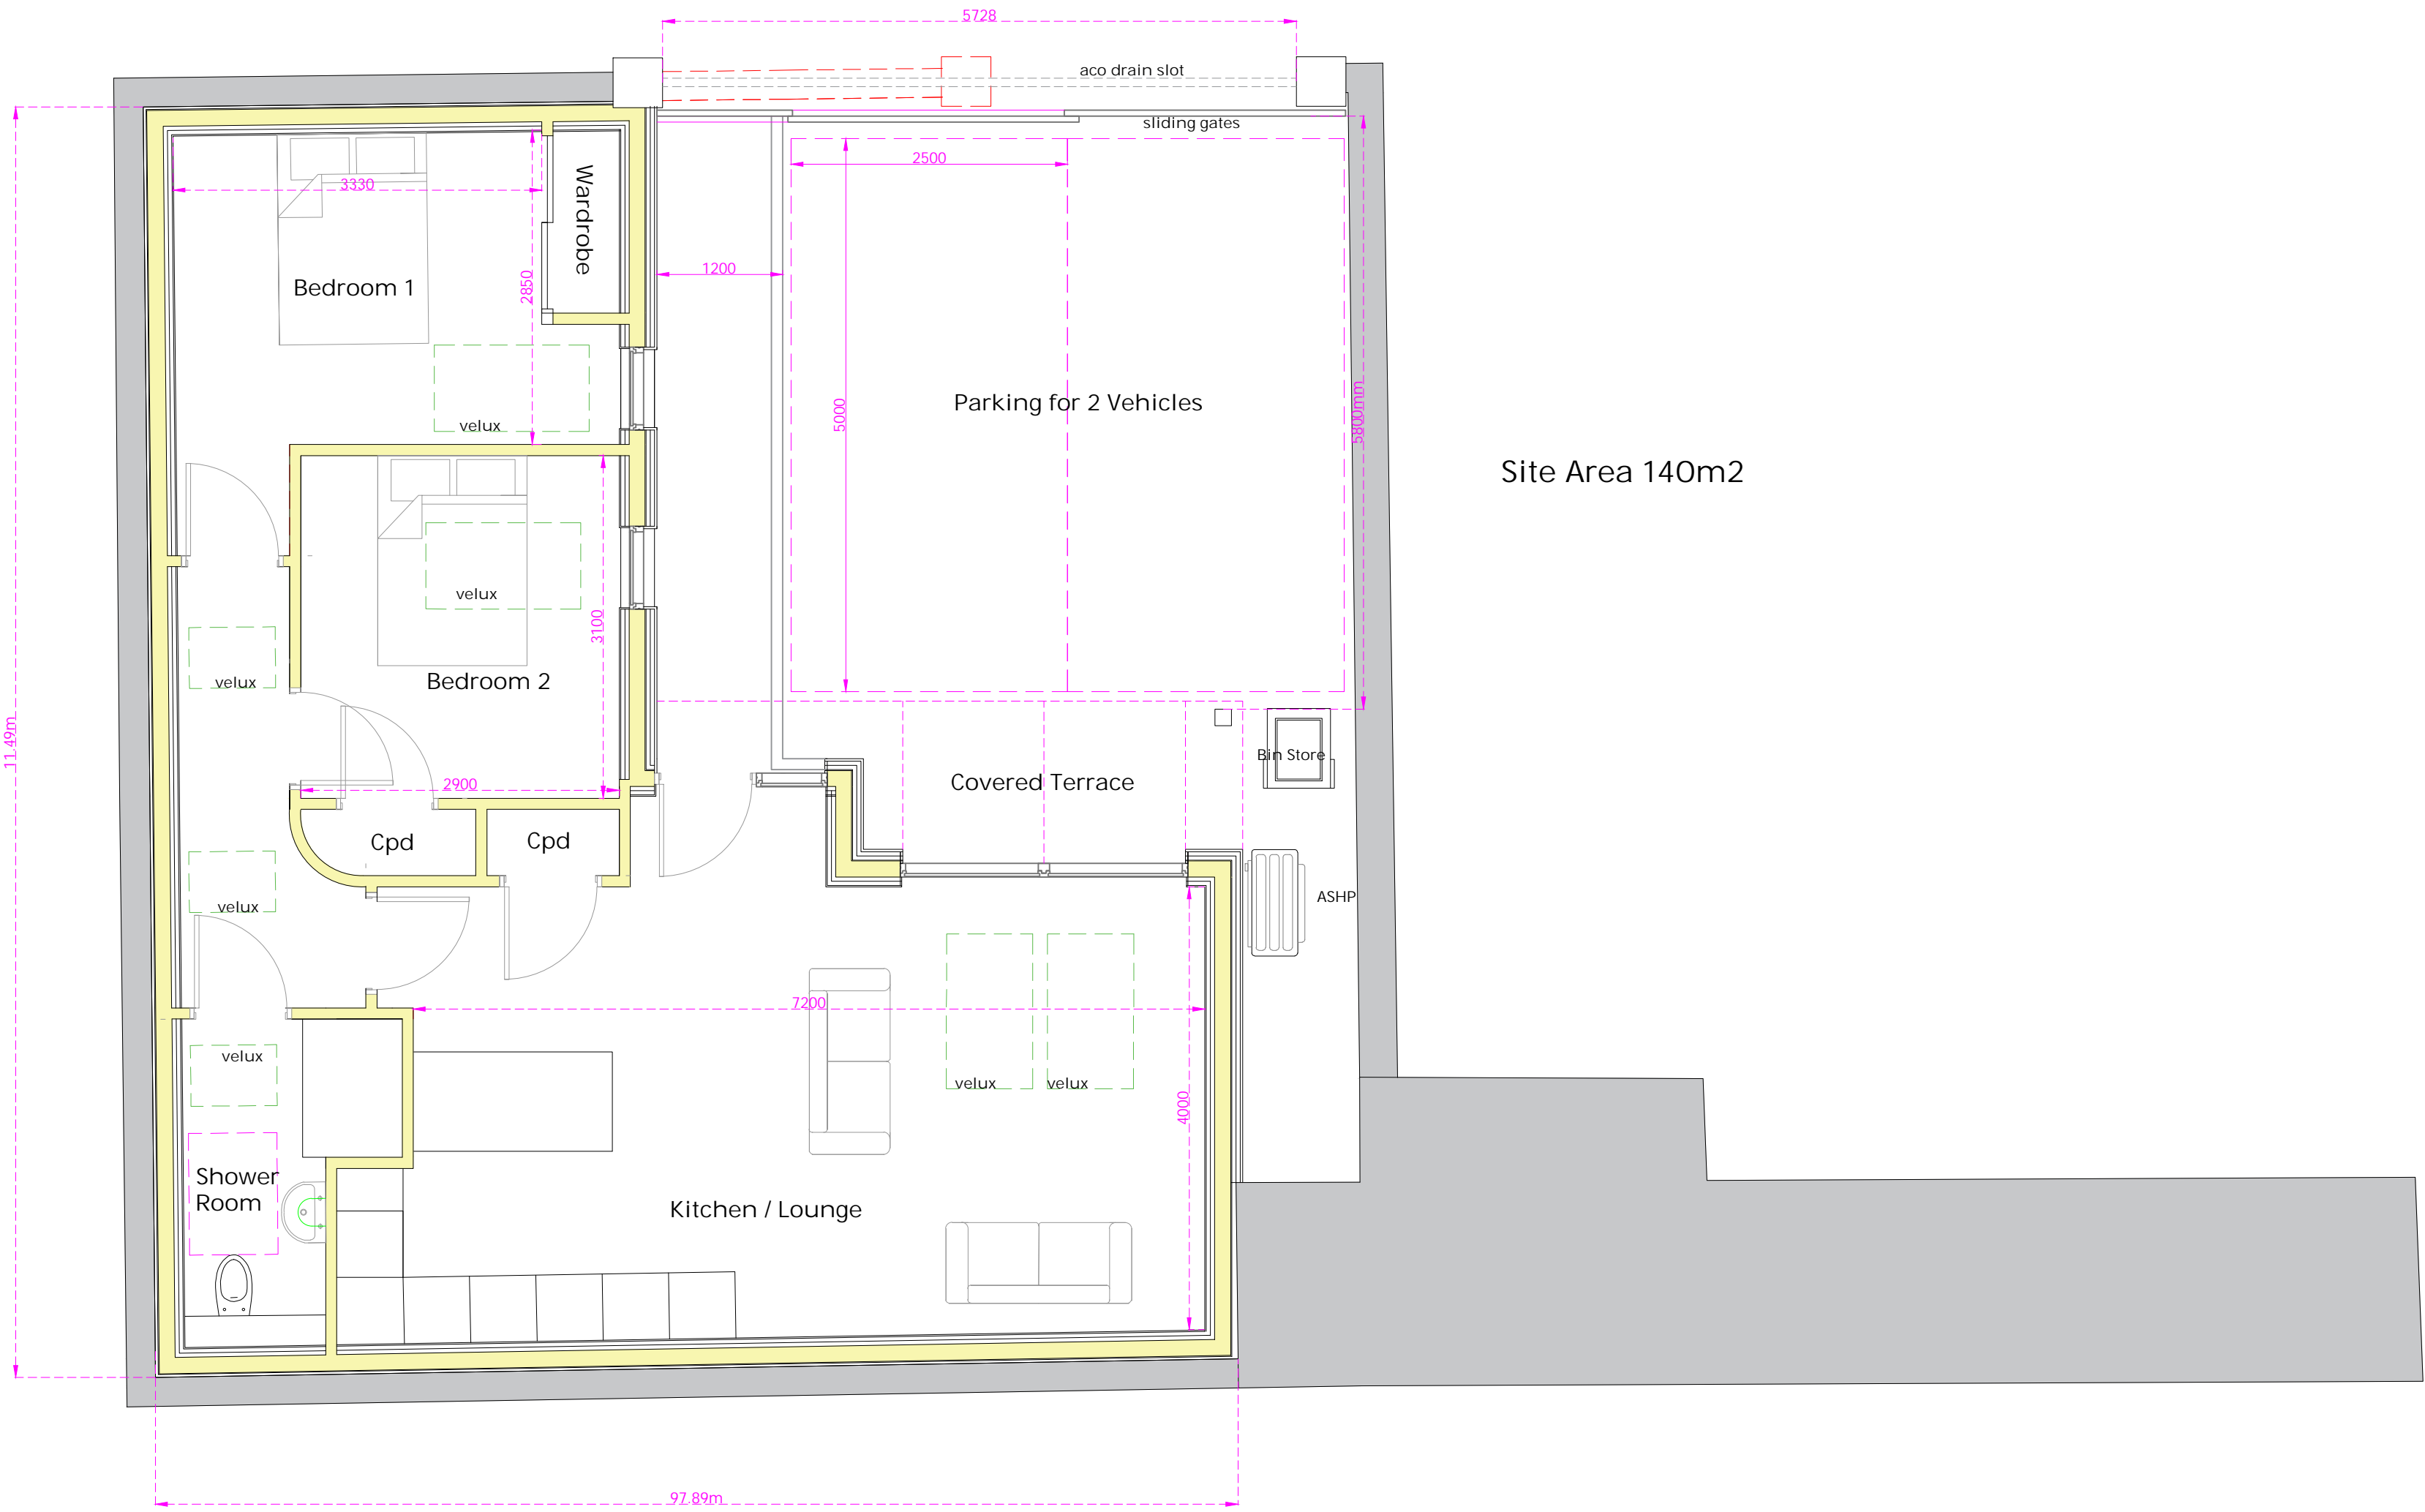 5728
aco drain slot
sliding gates
2500
3330
Wardrobe
1200
2850
Bedroom 1
5000
Parking for 2 Vehicles
5800mm
velux
Site Area 140m2
velux
3100
velux
Bedroom 2
11.49m
2900
Covered Terrace
Bin Store
Cpd
Cpd
velux
ASHP
7200
velux
velux
velux
4000
Shower
Room
Kitchen / Lounge
97.89m